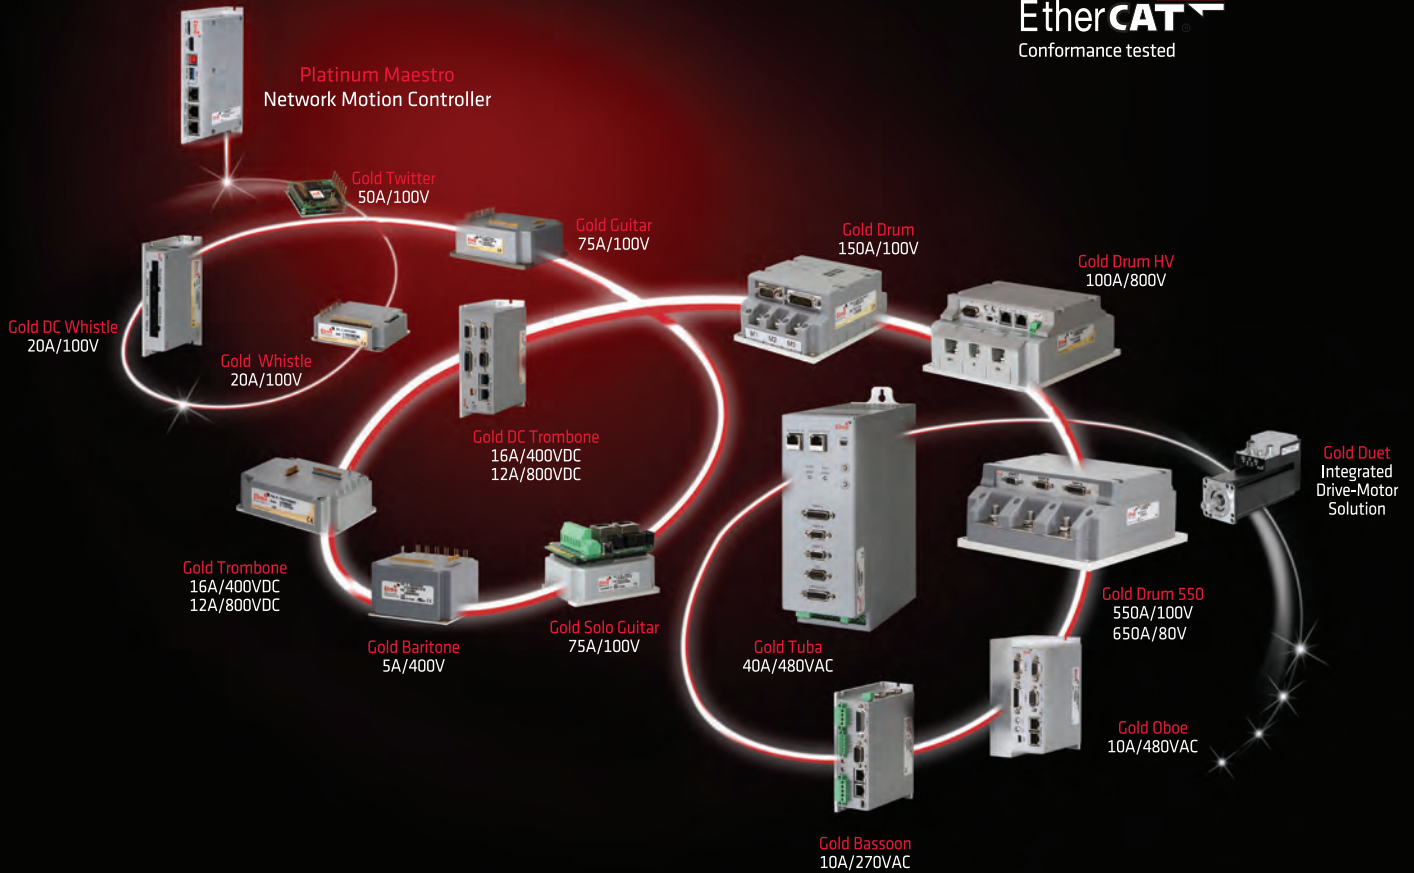 EtherCAT
Conformance tested
Platinum Maestro
Network Motion Controller
Gold Twitter
50A/100V
Gold Guitar
75A/100V
Gold Drum
150A/100V
Gold Drum HV
100A/800V
Gold DC Whistle
20A/100V
Gold Whistle
20A/100V
Gold DC Trombone
16A/400VDC
12A/800VDC
M1 M2 M3
Gold Duet
Integrated
Drive-Motor
Solution
Gold Trombone
16A/400VDC
12A/800VDC
Gold Baritone
5A/400V
Gold Solo Guitar
75A/100V
Gold Tuba
40A/480VAC
Gold Drum 550
550A/100V
650A/80V
Gold Oboe
10A/480VAC
Gold Bassoon
10A/270VAC